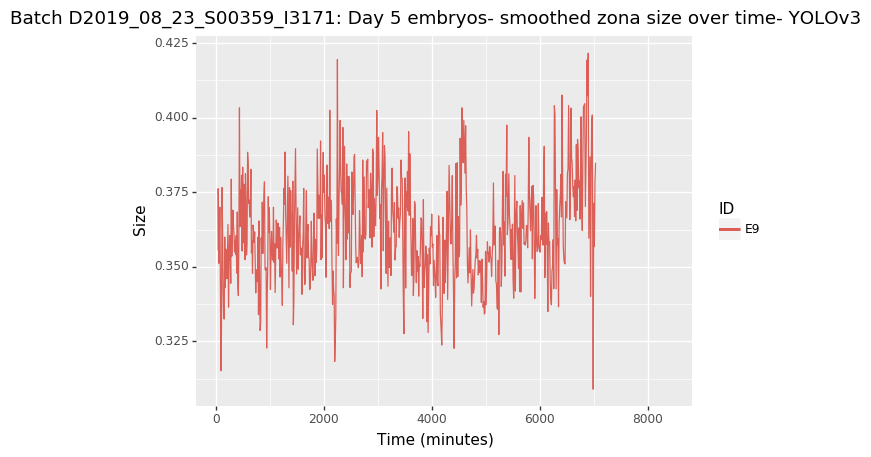 Batch D2019_08_23_S00359_I3171: Day 5 embryos- smoothed zona size over time- YOLOv3
0.425
0.400
0.375
0.350
0.325
Size
0
2000
4000
6000
8000
Time (minutes)
ID
E9